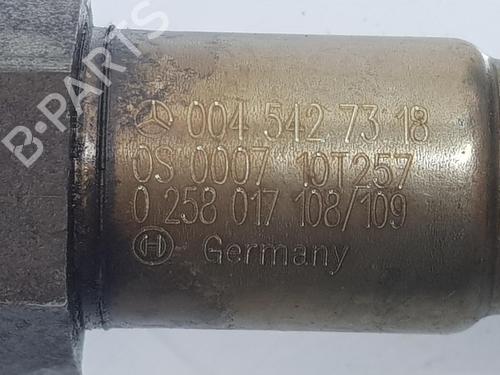 B-PARTS
004 542 73 18
0S 0007 10T257
0 258 017 108/109
H Germany